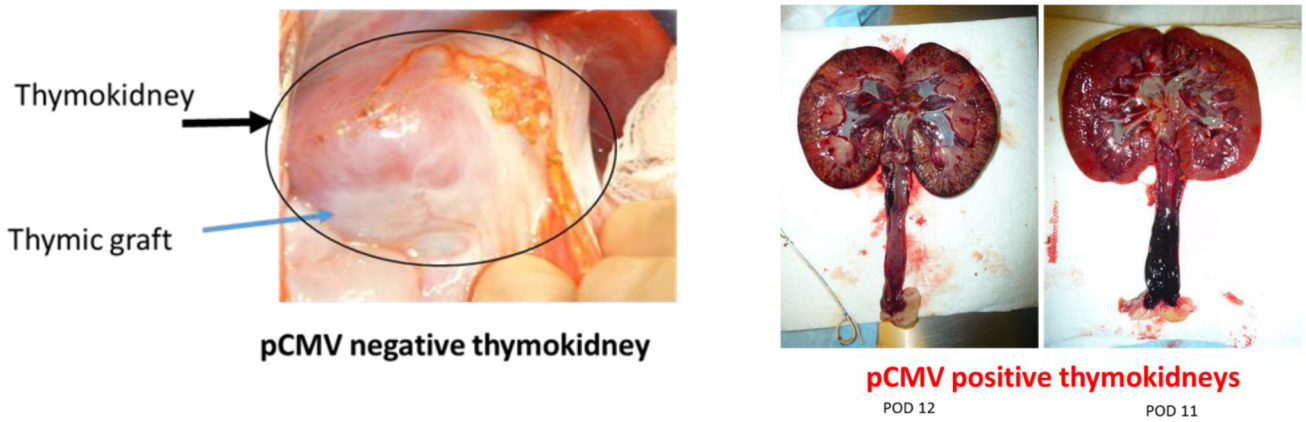 Thymokidney
Thymic graft
pCMV negative thymokidney
pCMV positive thymokidneys
POD 12
POD 11